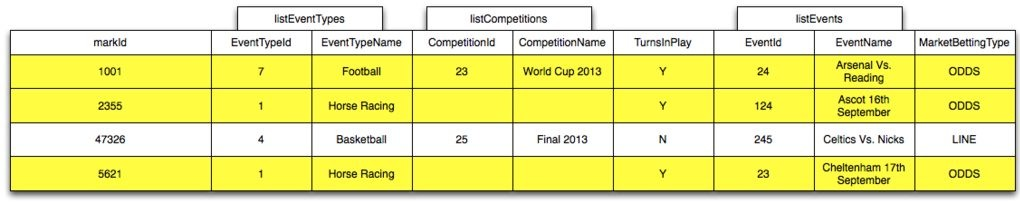 listEventTypes listCompetitions listEvents
markId EventTypeId EventTypeName CompetitionId CompetitionName TurnsInPlay EventId EventName MarketBettingType
1001 7 Football 23 World Cup 2013 Y 24 Arsenal Vs. Reading ODDS
2355 1 Horse Racing Y 124 Ascot 16th September ODDS
47326 4 Basketball 25 Final 2013 N 245 Celtics Vs. Nicks LINE
5621 1 Horse Racing Y 23 Cheltenham 17th September ODDS